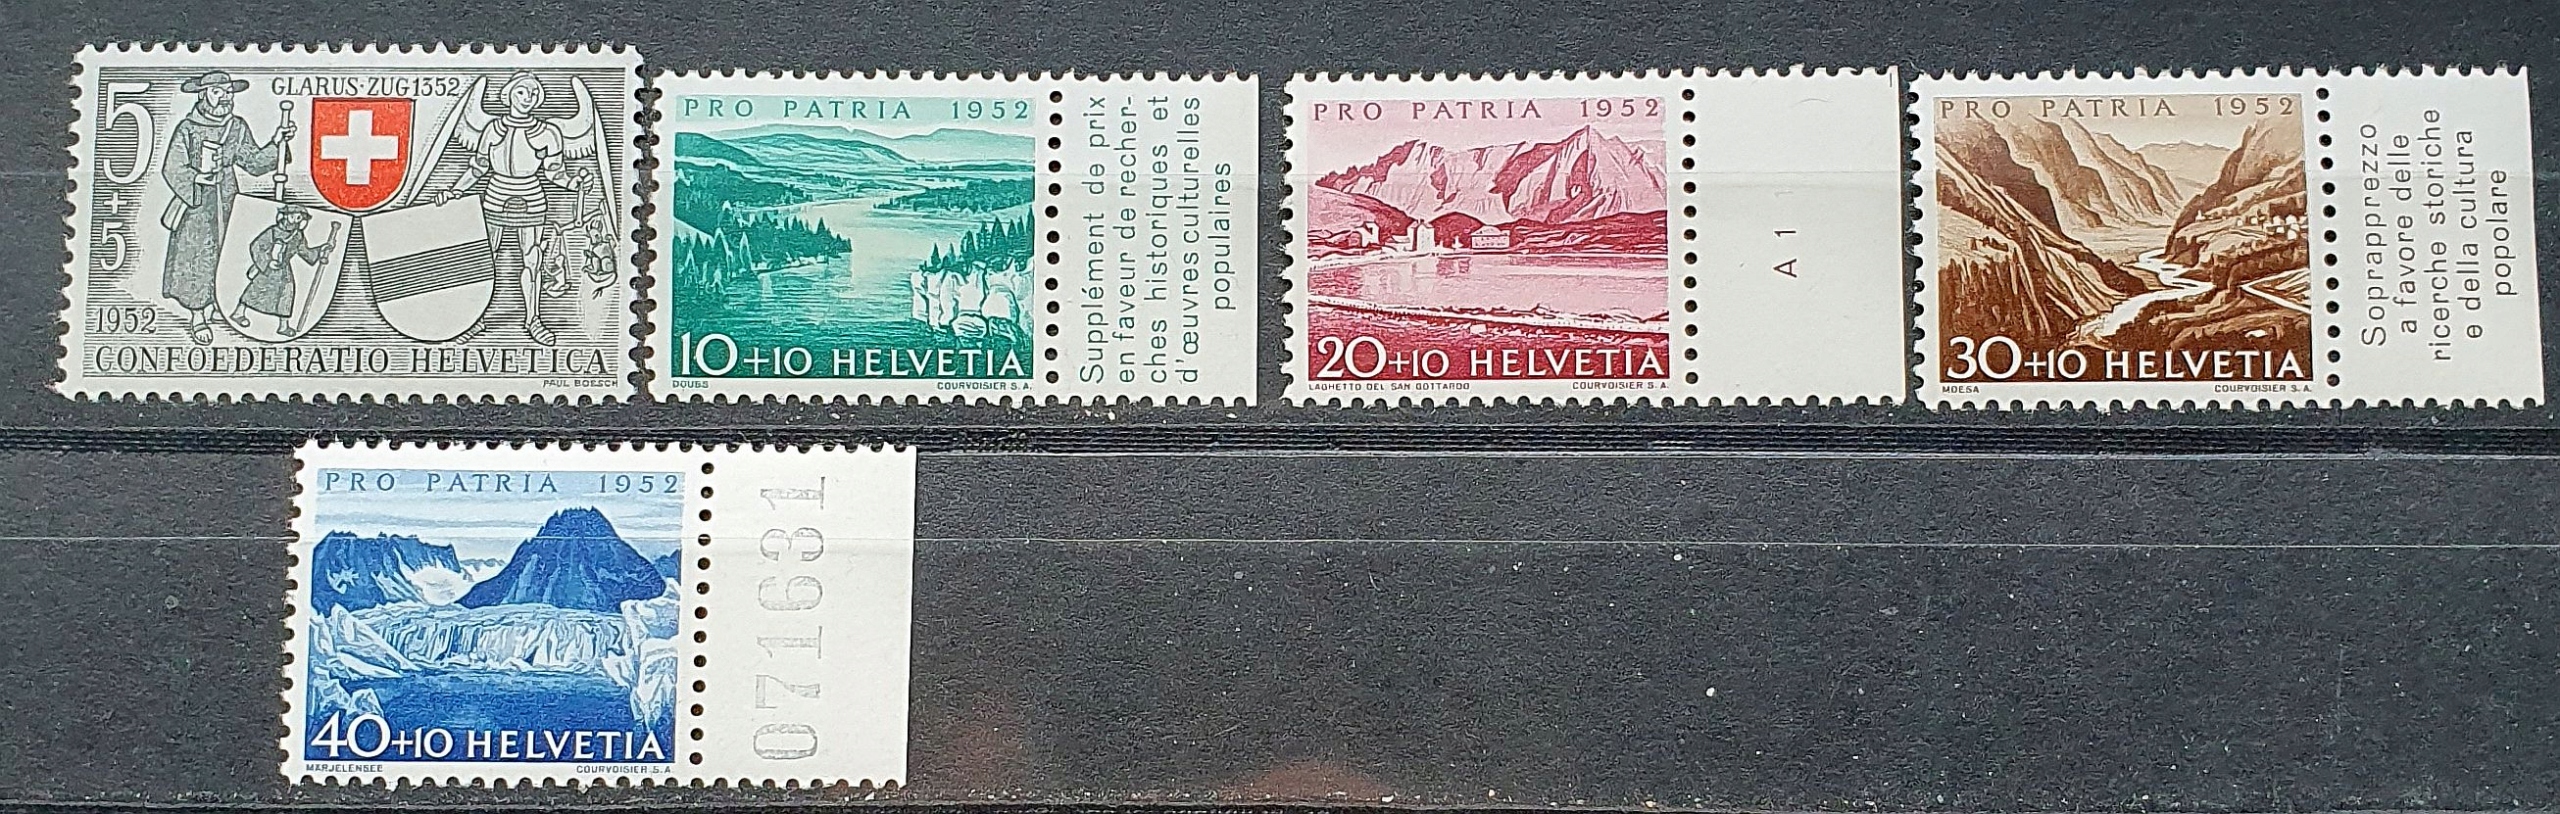 GLARUS·ZUG 1352
5
+
5
1952
CONFOEDERATIO HELVETICA
PAUL BOESCH
PRO PATRIA 1952
10+10 HELVETIA
DOUBS COURVOISIER S.A.
Supplément de prix
en faveur de recher-
ches historiques et
d'œuvres culturelles
populaires
PRO PATRIA 1952
20+10 HELVETIA
LAGHETTO DEL SAN GOTTARDO COURVOISIER S.A.
A 1 1
PRO PATRIA 1952
30+10 HELVETIA
MOESA COURVOISIER S.A.
Soprapprezzo
a favore delle
ricerche storiche
e della cultura
popolare
PRO PATRIA 1952
40+10 HELVETIA
MÄRJELENSEE COURVOISIER S.A.
071631